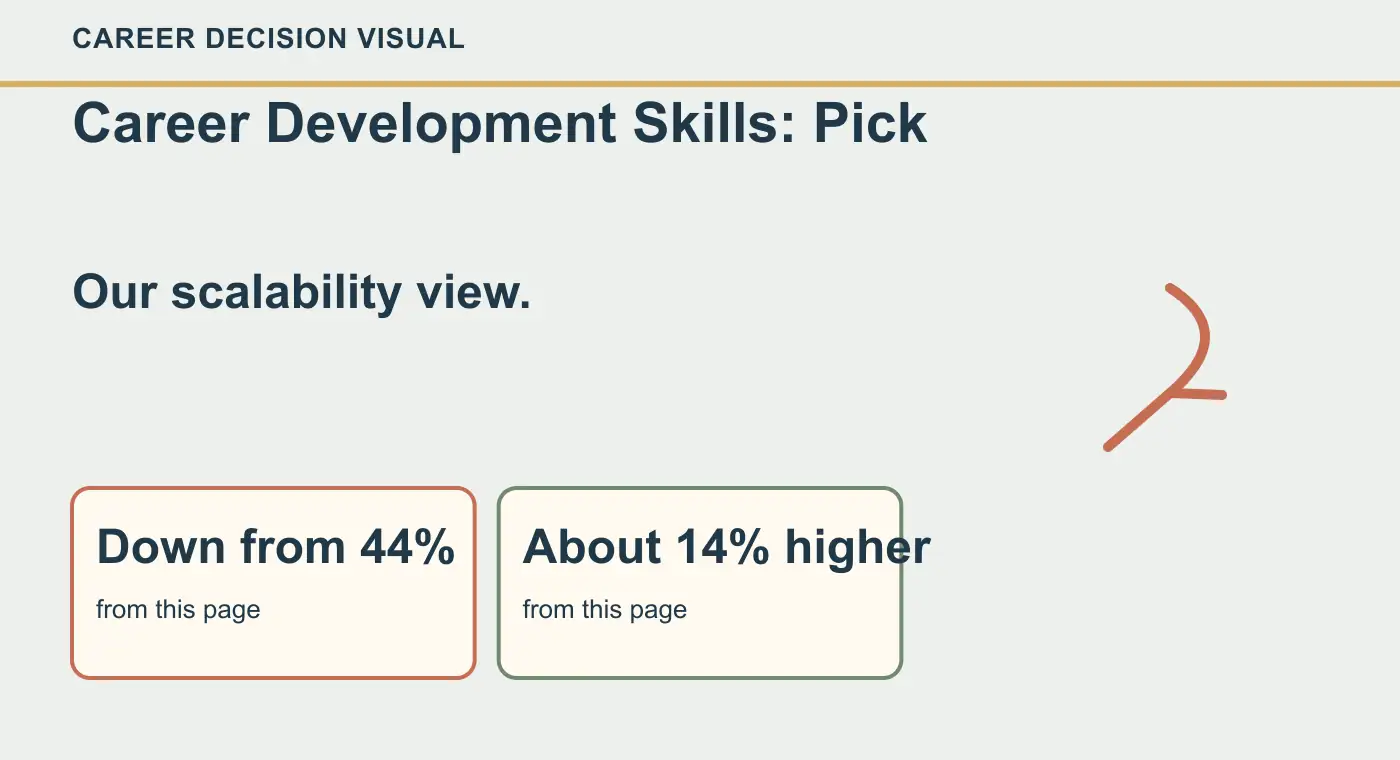 CAREER DECISION VISUAL
Career Development Skills: Pick
Our scalability view.
Down from 44%
from this page
About 14% higher
from this page